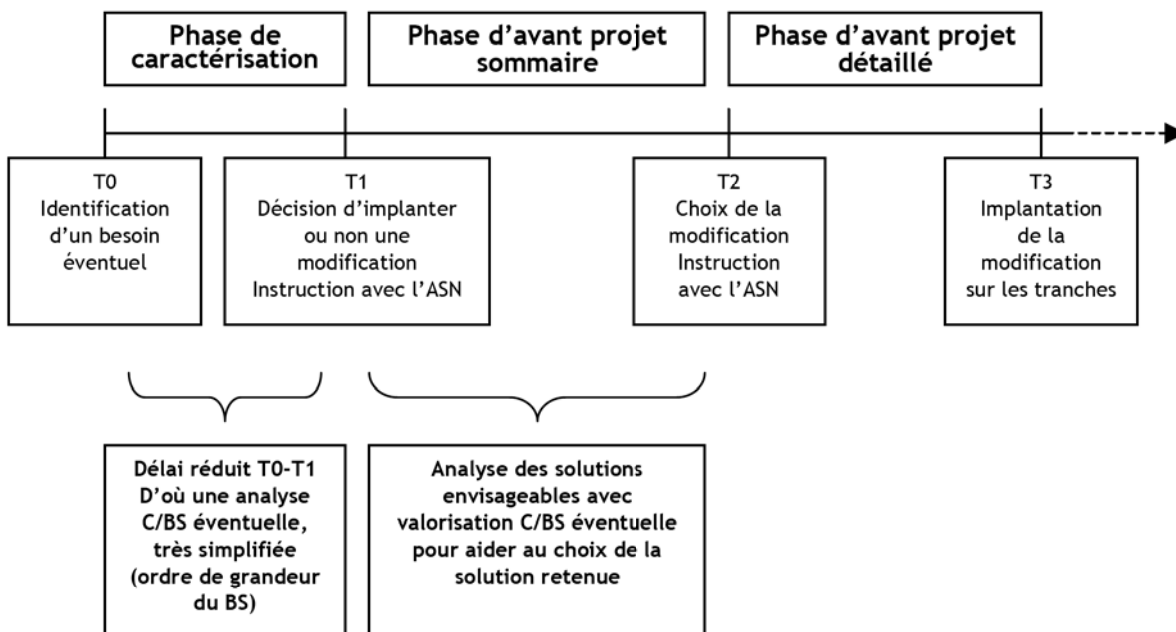 Phase de
caractérisation
Phase d'avant projet
sommaire
Phase d'avant projet
détaillé
T0
Identification
d'un besoin
éventuel
T1
Décision d'implanter
ou non une
modification
Instruction avec l'ASN
T2
Choix de la
modification
Instruction
avec l'ASN
T3
Implantation
de la
modification
sur les tranches
Délai réduit T0-T1
D'où une analyse
C/BS éventuelle,
très simplifiée
(ordre de grandeur
du BS)
Analyse des solutions
envisageables avec
valorisation C/BS éventuelle
pour aider au choix de la
solution retenue